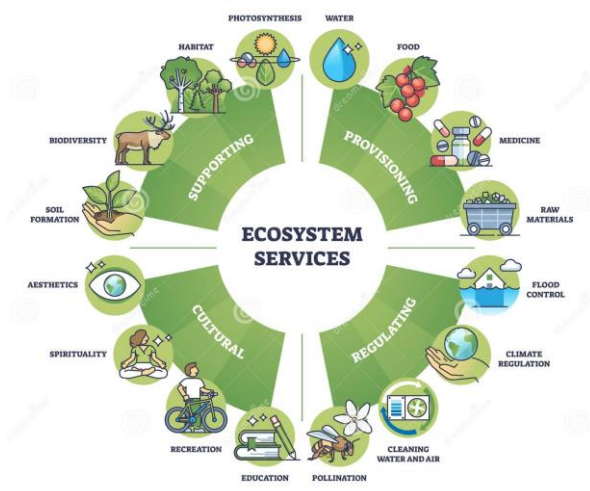 PHOTOSYNTHESIS
WATER
HABITAT
FOOD
BIODIVERSITY
MEDICINE
SOIL
FORMATION
RAW
MATERIALS
SUPPORTING
PROVISIONING
ECOSYSTEM
SERVICES
CULTURAL
REGULATING
AESTHETICS
FLOOD
CONTROL
SPIRITUALITY
CLIMATE
REGULATION
RECREATION
CLEANING
WATER AND AIR
EDUCATION
POLLINATION
dreamstime